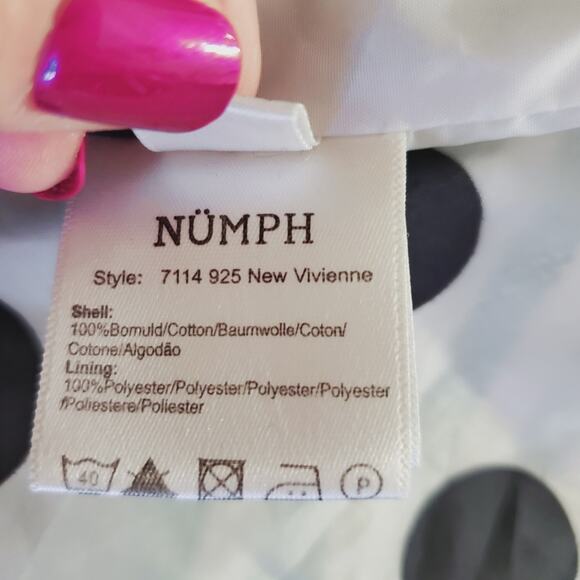 NÜMPH
Style: 7114 925 New Vivienne
Shell:
100%Bomuld/Cotton/Baumwolle/Coton/
Cotone/Algodão
Lining:
100%Polyester/Polyester/Polyester/Polyester
/Poliestere/Poliester
40 P